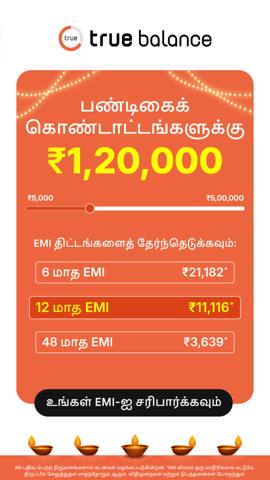 true
true balance
பண்டிகைக்
கொண்டாட்டங்களுக்கு
₹1,20,000
₹5,000 ₹5,00,000
EMI திட்டங்களைத் தேர்ந்தெடுக்கவும்:
6 மாத EMI ₹21,182*
12 மாத EMI ₹11,116*
48 மாத EMI ₹3,639*
உங்கள் EMI-ஐ சரிபார்க்கவும்